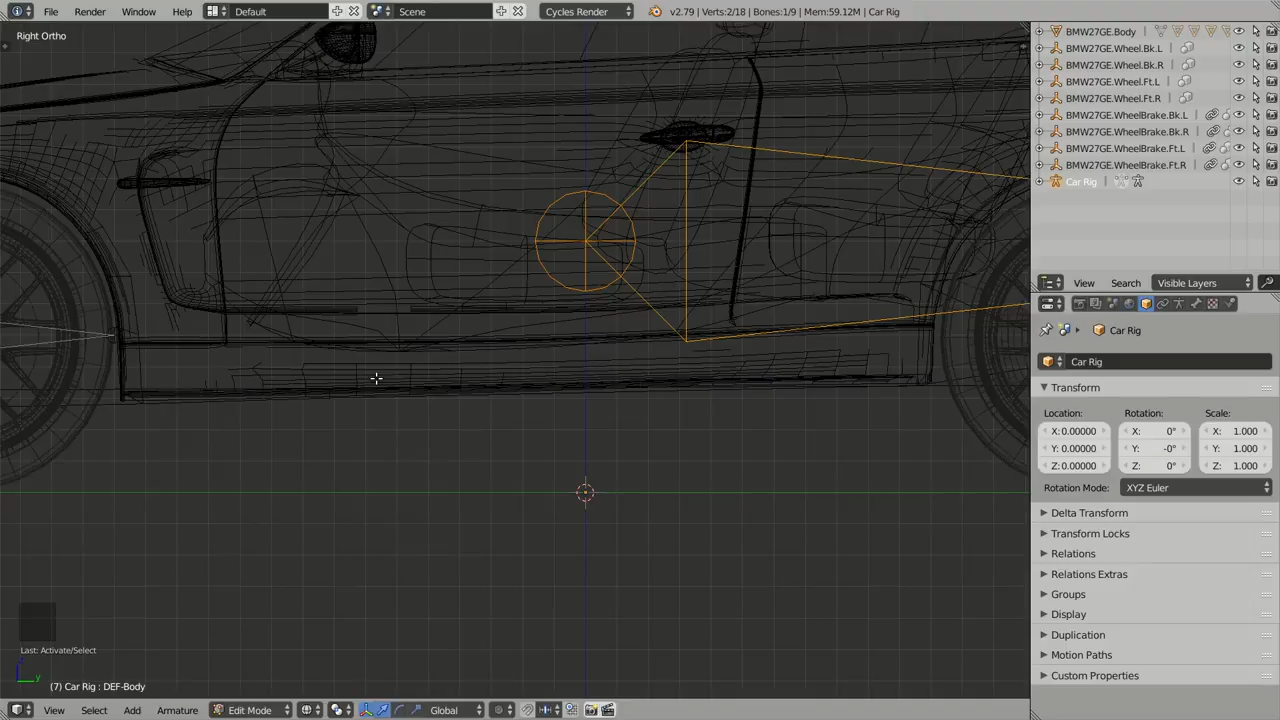 File Render Window Help Default Scene Cycles Render v2.79 | Verts:2/18 | Bones:1/9 | Mem:59.12M | Car Rig
Right Ortho
BMW27GE.Body
BMW27GE.Wheel.Bk.L
BMW27GE.Wheel.Bk.R
BMW27GE.Wheel.Ft.L
BMW27GE.Wheel.Ft.R
BMW27GE.WheelBrake.Bk.L
BMW27GE.WheelBrake.Bk.R
BMW27GE.WheelBrake.Ft.L
BMW27GE.WheelBrake.Ft.R
Car Rig
View Search Visible Layers
Car Rig
Car Rig
Transform
Location: Rotation: Scale:
X: 0.00000 X: 0° X: 1.000
Y: 0.00000 Y: -0° Y: 1.000
Z: 0.00000 Z: 0° Z: 1.000
Rotation Mode: XYZ Euler
Delta Transform
Transform Locks
Relations
Relations Extras
Groups
Display
Duplication
Motion Paths
Custom Properties
Last: Activate/Select
z
y
(7) Car Rig : DEF-Body
View Select Add Armature Edit Mode Global